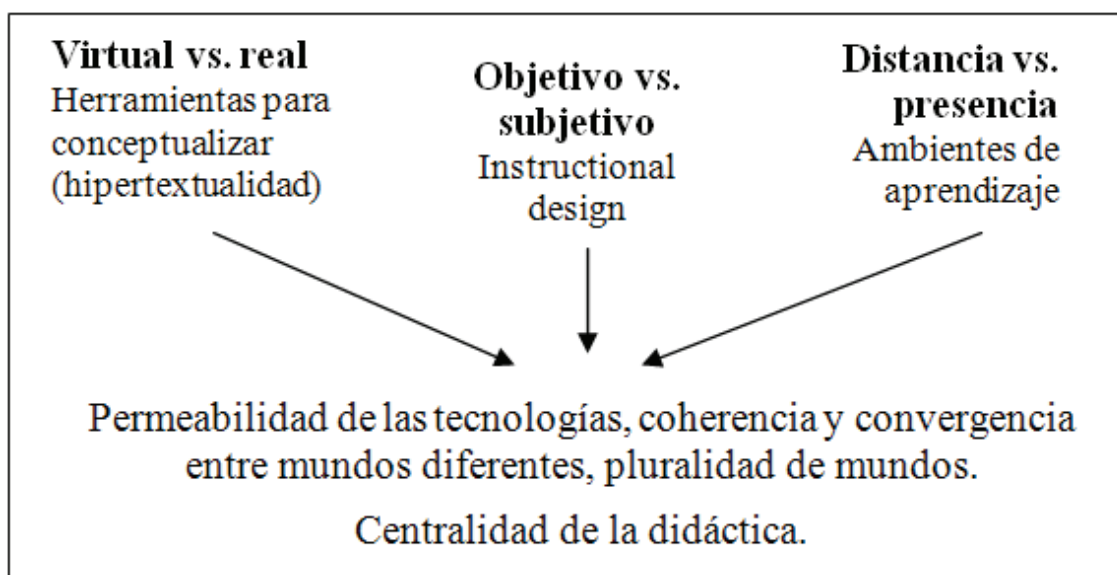 Virtual vs. real
Herramientas para
conceptualizar
(hipertextualidad)
Objetivo vs.
subjetivo
Instructional
design
Distancia vs.
presencia
Ambientes de
aprendizaje
Permeabilidad de las tecnologías, coherencia y convergencia
entre mundos diferentes, pluralidad de mundos.
Centralidad de la didáctica.